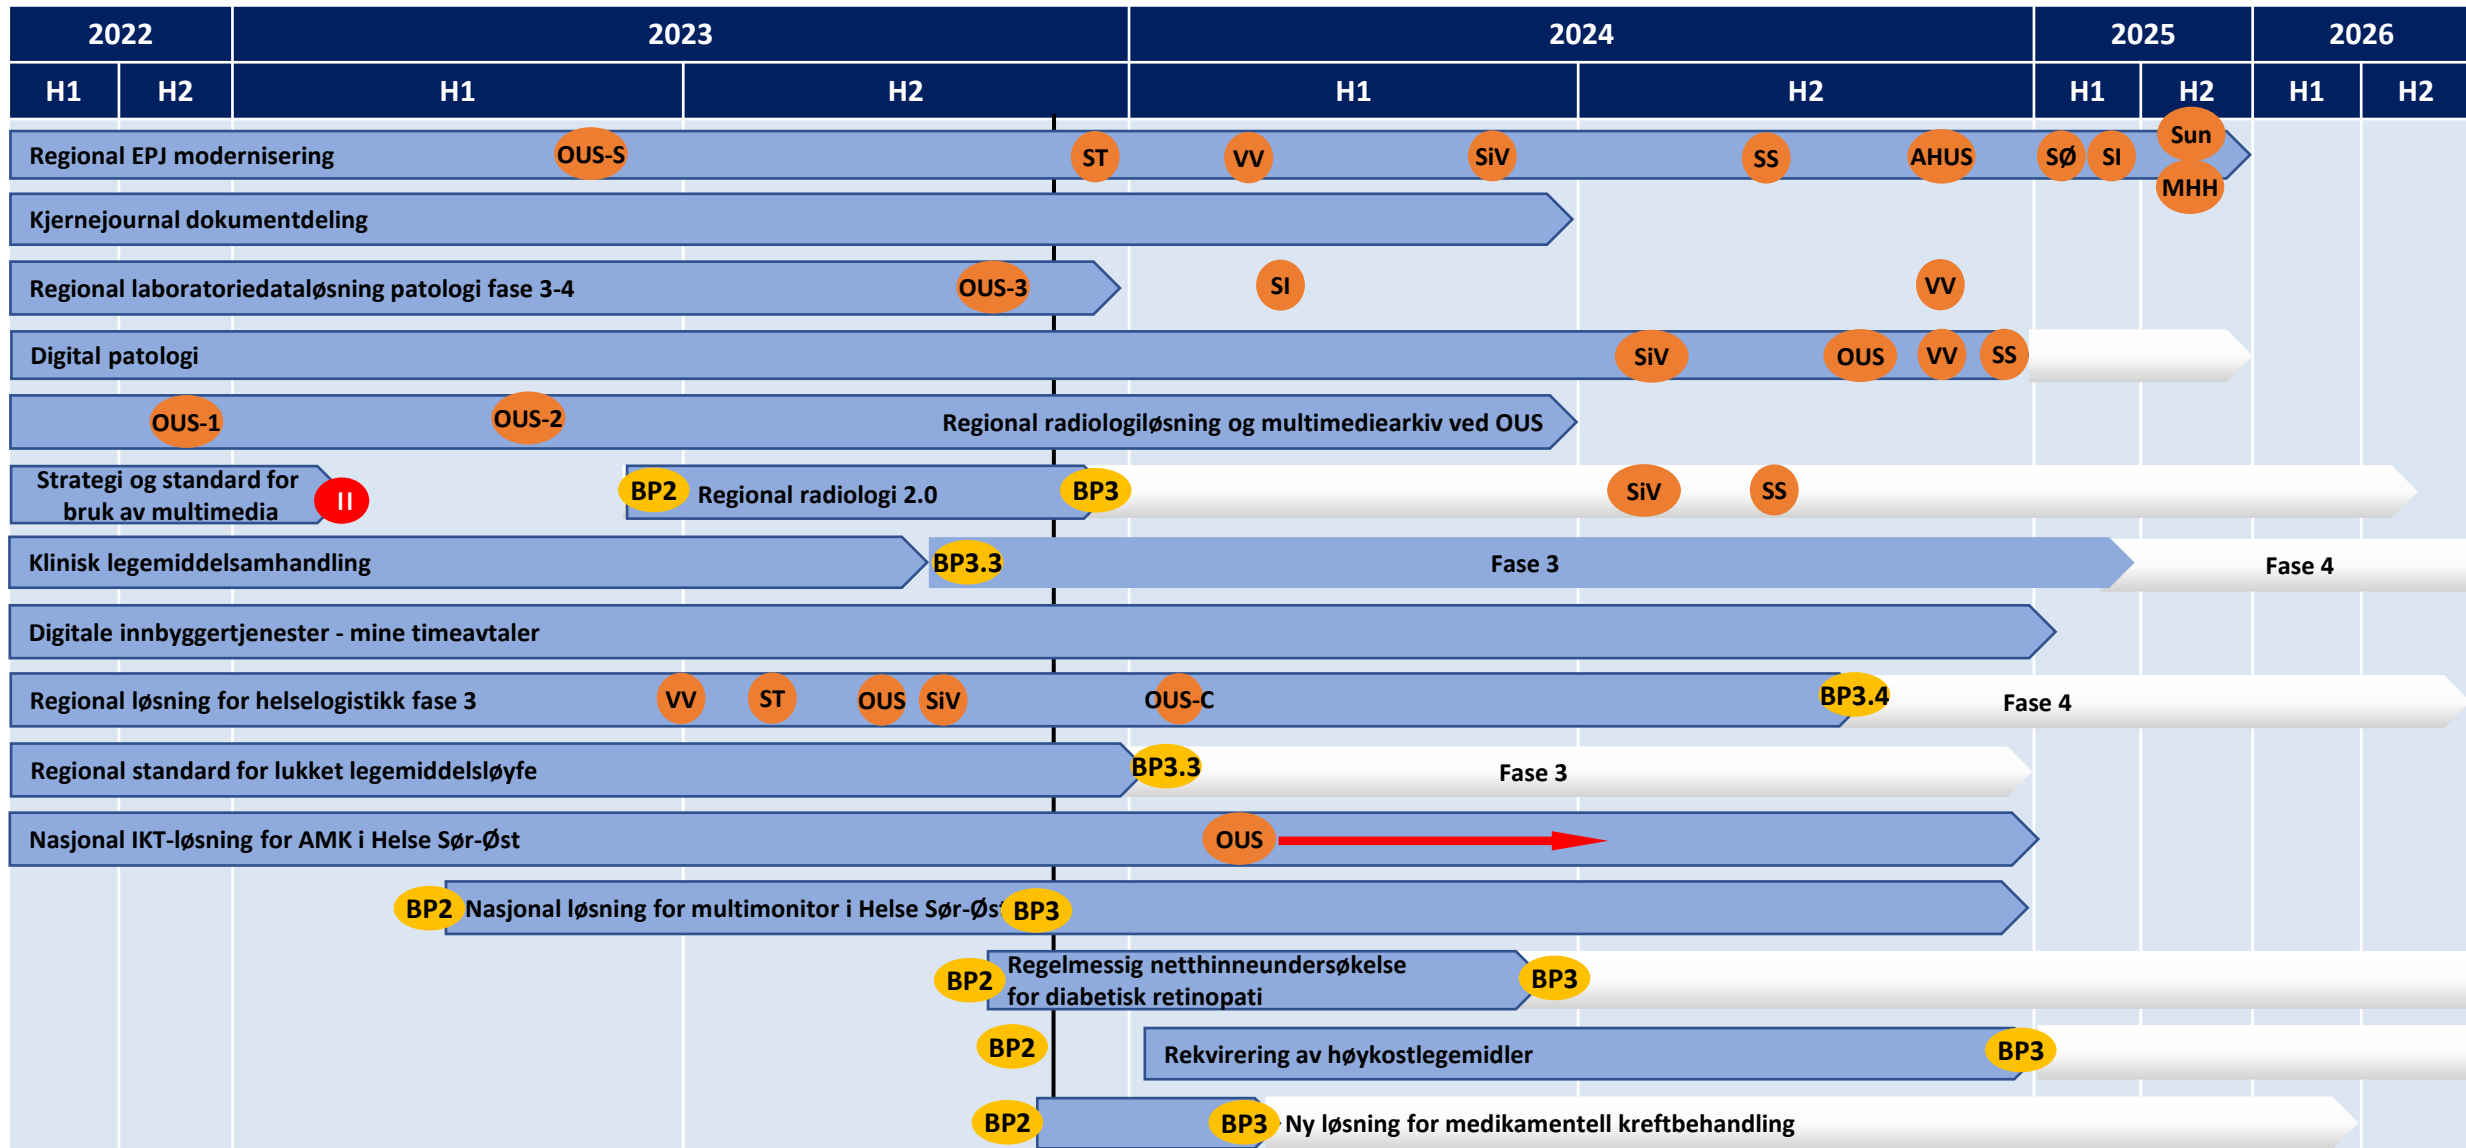 2022 2023 2024 2025 2026
H1 H2 H1 H2 H1 H2 H1 H2 H1 H2
Regional EPJ modernisering OUS-S ST VV SiV SS AHUS SØ SI Sun
MHH
Kjernejournal dokumentdeling
Regional laboratoriedataløsning patologi fase 3-4 OUS-3 SI VV
Digital patologi SiV OUS VV SS
OUS-1 OUS-2 Regional radiologiløsning og multimediearkiv ved OUS
Strategi og standard for
bruk av multimedia
II BP2 Regional radiologi 2.0 BP3 SiV SS
Klinisk legemiddelsamhandling BP3.3 Fase 3 Fase 4
Digitale innbyggertjenester - mine timeavtaler
Regional løsning for helselogistikk fase 3 VV ST OUS SiV OUS-C BP3.4 Fase 4
Regional standard for lukket legemiddelsløyfe BP3.3 Fase 3
Nasjonal IKT-løsning for AMK i Helse Sør-Øst OUS
BP2 Nasjonal løsning for multimonitor i Helse Sør-Øst BP3
BP2 Regelmessig netthinneundersøkelse
for diabetisk retinopati BP3
BP2 Rekvirering av høykostlegemidler BP3
BP2 BP3 Ny løsning for medikamentell kreftbehandling